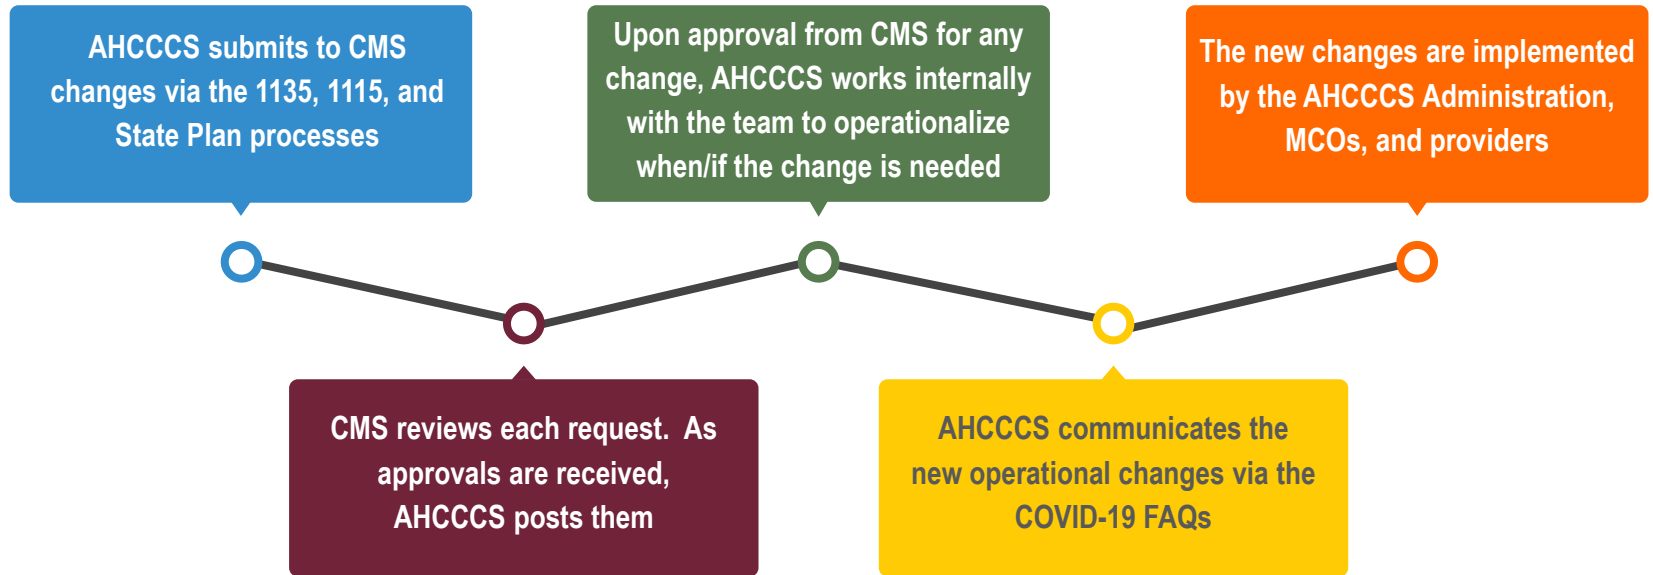 AHCCCS submits to CMS
changes via the 1135, 1115, and
State Plan processes
CMS reviews each request.  As
approvals are received,
AHCCCS posts them
Upon approval from CMS for any
change, AHCCCS works internally
with the team to operationalize
when/if the change is needed
AHCCCS communicates the
new operational changes via the
COVID-19 FAQs
The new changes are implemented
by the AHCCCS Administration,
MCOs, and providers